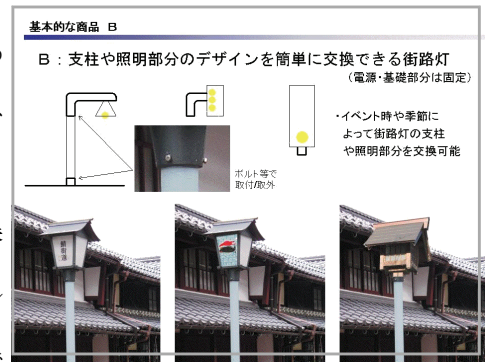 基本的な商品 B
B：支柱や照明部分のデザインを簡単に交換できる街路灯
（電源・基礎部分は固定）
・イベント時や季節に
よって街路灯の支柱
や照明部分を交換可能
ボルト等で
取付/取外